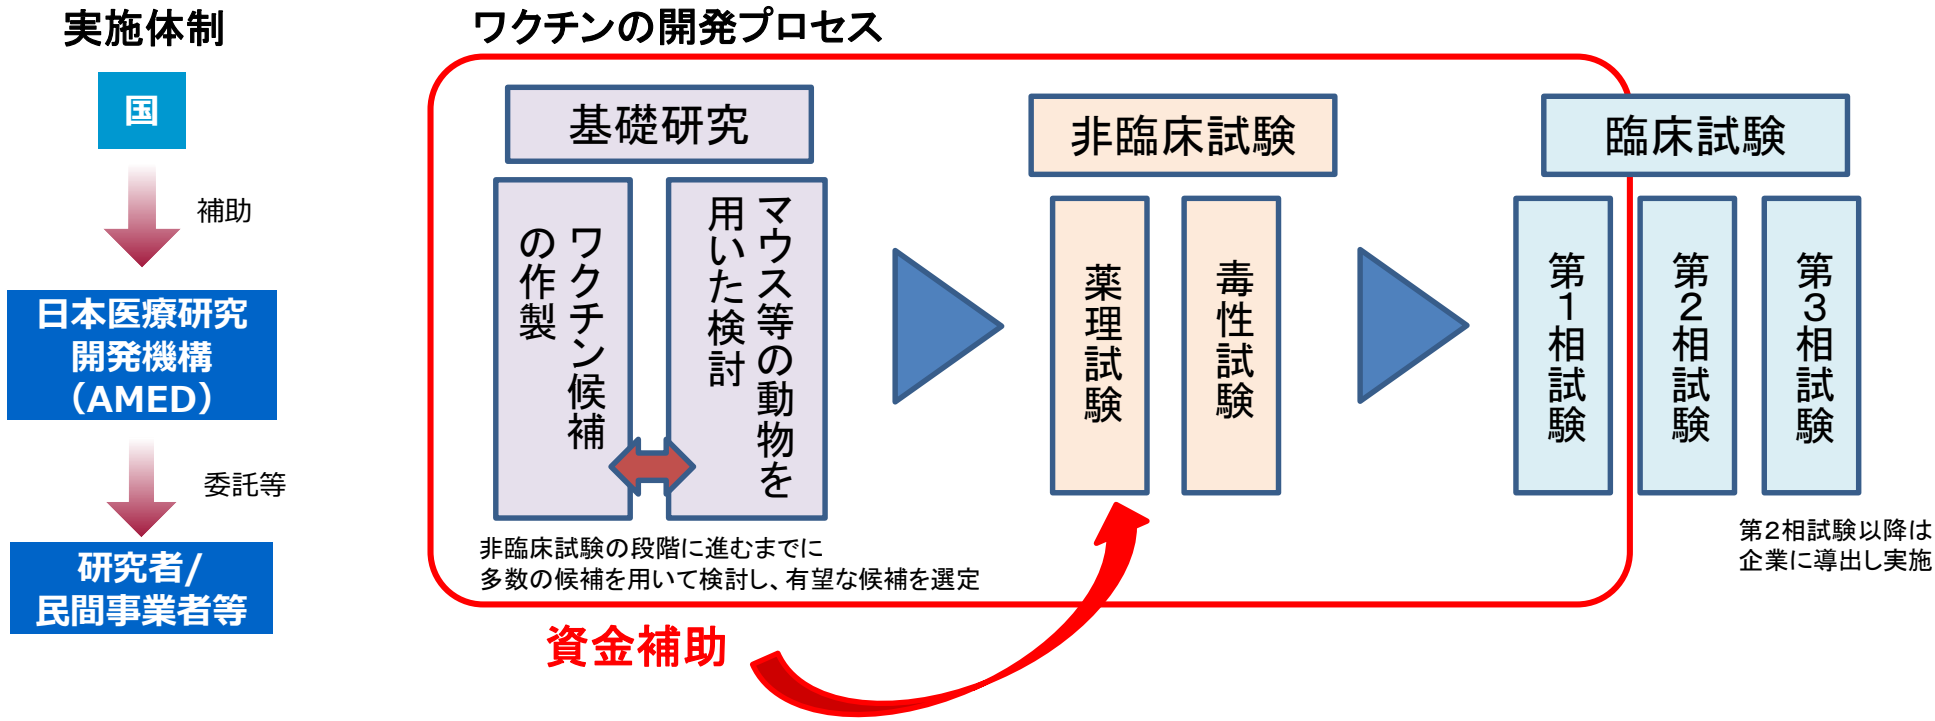 実施体制
国
補助
日本医療研究
開発機構
（AMED）
委託等
研究者/
民間事業者等
ワクチンの開発プロセス
基礎研究
ワクチン候補
の作製
マウス等の動物を
用いた検討
非臨床試験の段階に進むまでに
多数の候補を用いて検討し、有望な候補を選定
非臨床試験
薬理試験
毒性試験
臨床試験
第1相試験
第2相試験
第3相試験
第2相試験以降は
企業に導出し実施
資金補助